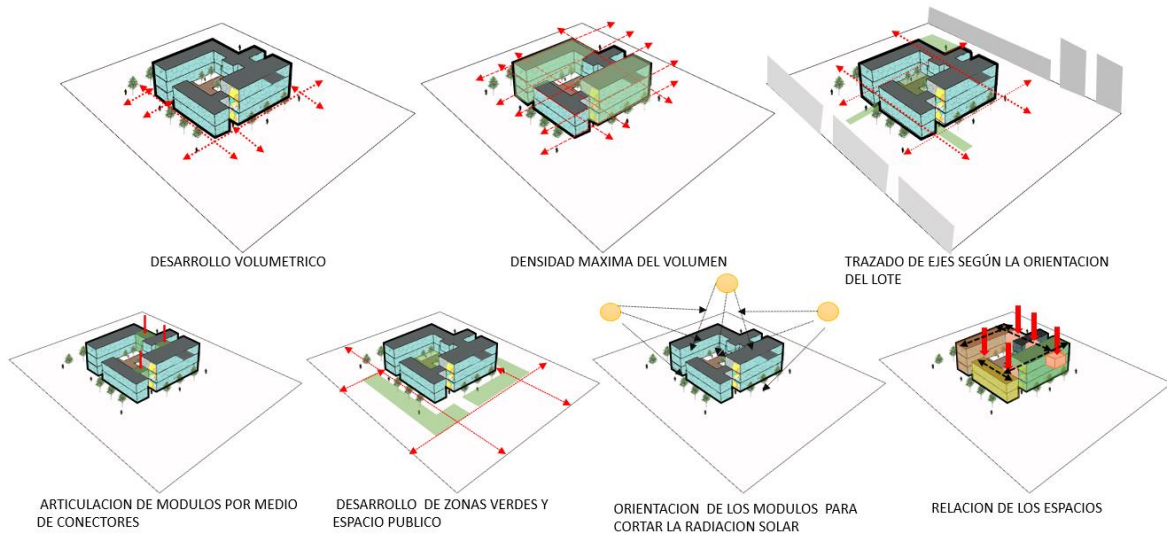 DESARROLLO VOLUMETRICO
DENSIDAD MAXIMA DEL VOLUMEN
TRAZADO DE EJES SEGÚN LA ORIENTACION
DEL LOTE
ARTICULACION DE MODULOS POR MEDIO
DE CONECTORES
DESARROLLO DE ZONAS VERDES Y
ESPACIO PUBLICO
ORIENTACION DE LOS MODULOS PARA
CORTAR LA RADIACION SOLAR
RELACION DE LOS ESPACIOS